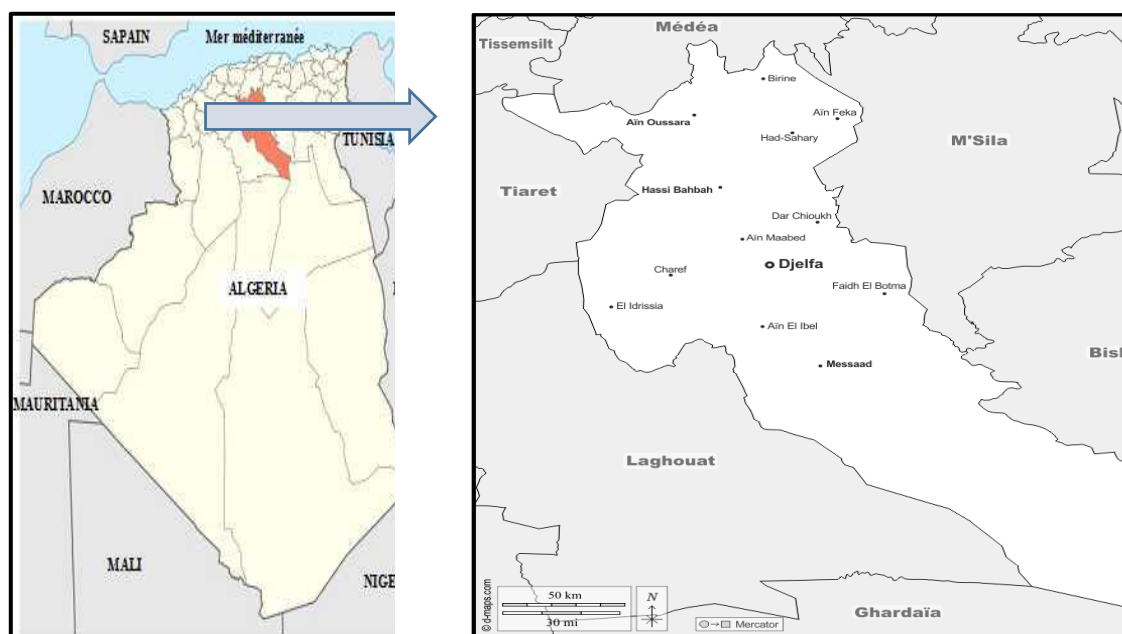 SAPAIN
Mer méditerranée
TUNISIA
MAROCCO
ALGERIA
MAURITANIA
MALI
NIGE
Médéa
Tissemsilt
Birine
Aïn Feka
Aïn Oussara
Had-Sahary
M'Sila
Tiaret
Hassi Bahbah
Dar Chioukh
Aïn Maabed
Djelfa
Charef
Faidh El Botma
El Idrissia
Aïn El Ibel
Bisk
Messaad
Laghouat
Ghardaïa
50 km
30 mi
N
Mercator
© d-maps.com